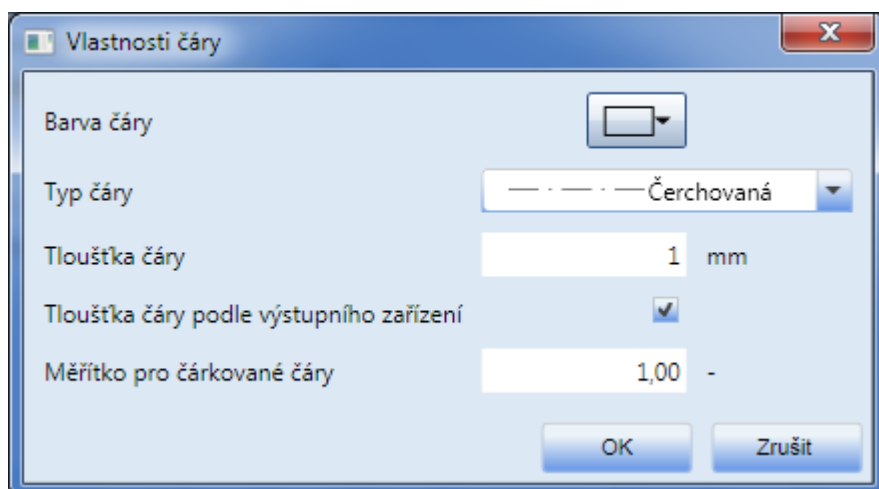 Vlastnosti čáry
Barva čáry
Typ čáry Čerchovaná
Tloušťka čáry 1 mm
Tloušťka čáry podle výstupního zařízení
Měřítko pro čárkované čáry 1,00 -
OK Zrušit